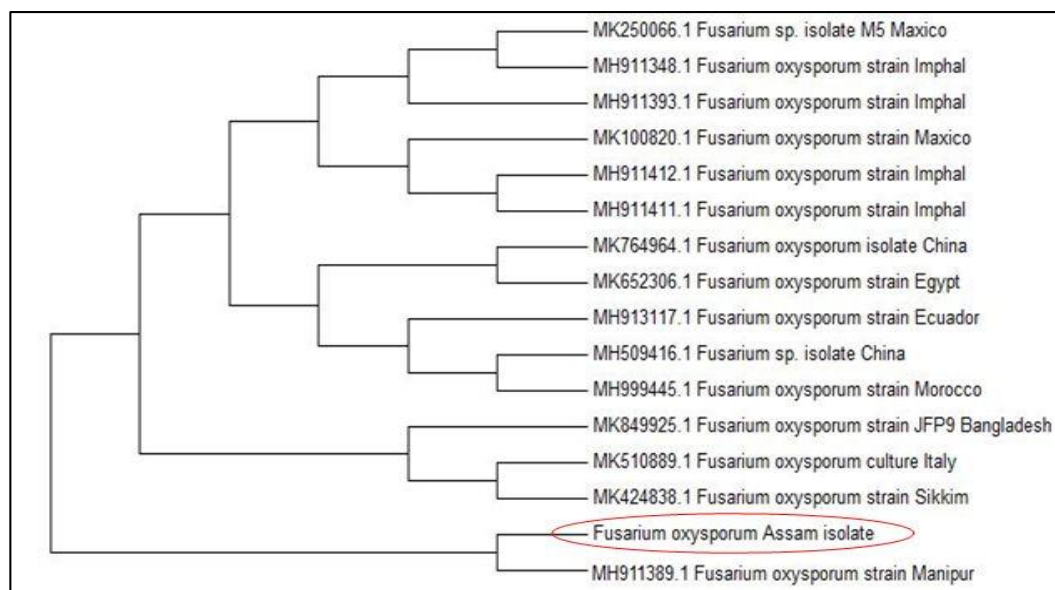 MK250066.1 Fusarium sp. isolate M5 Maxico
MH911348.1 Fusarium oxysporum strain Imphal
MH911393.1 Fusarium oxysporum strain Imphal
MK100820.1 Fusarium oxysporum strain Maxico
MH911412.1 Fusarium oxysporum strain Imphal
MH911411.1 Fusarium oxysporum strain Imphal
MK764964.1 Fusarium oxysporum isolate China
MK652306.1 Fusarium oxysporum strain Egypt
MH913117.1 Fusarium oxysporum strain Ecuador
MH509416.1 Fusarium sp. isolate China
MH999445.1 Fusarium oxysporum strain Morocco
MK849925.1 Fusarium oxysporum strain JFP9 Bangladesh
MK510889.1 Fusarium oxysporum culture Italy
MK424838.1 Fusarium oxysporum strain Sikkim
Fusarium oxysporum Assam isolate
MH911389.1 Fusarium oxysporum strain Manipur